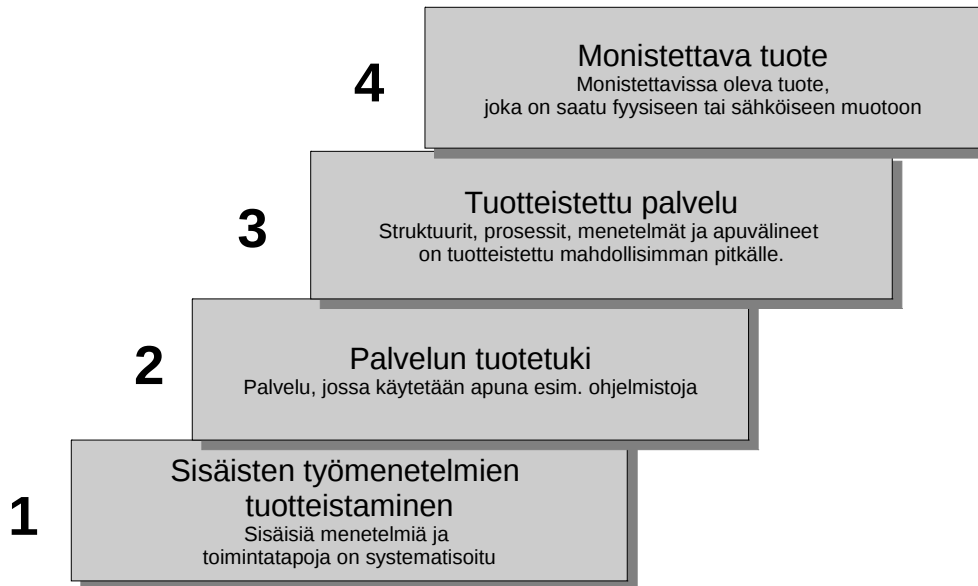 4
Monistettava tuote
Monistettavissa oleva tuote,
joka on saatu fyysiseen tai sähköiseen muotoon
3
Tuotteistettu palvelu
Struktuurit, prosessit, menetelmät ja apuvälineet
on tuotteistettu mahdollisimman pitkälle.
2
Palvelun tuotetuki
Palvelu, jossa käytetään apuna esim. ohjelmistoja
1
Sisäisten työmenetelmien
tuotteistaminen
Sisäisiä menetelmiä ja
toimintatapoja on systematisoitu